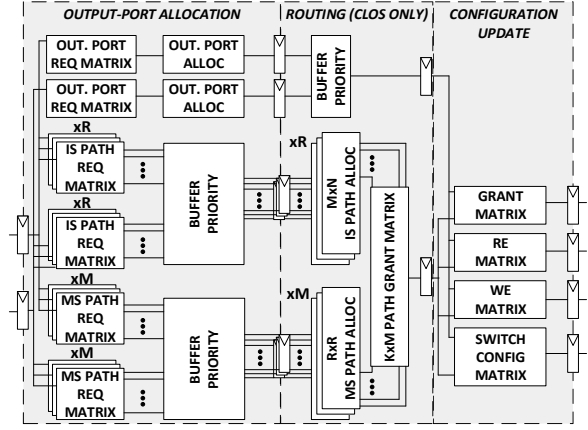 OUTPUT-PORT ALLOCATION
ROUTING (CLOS ONLY)
CONFIGURATION
UPDATE
OUT. PORT
REQ MATRIX
OUT. PORT
ALLOC
OUT. PORT
REQ MATRIX
OUT. PORT
ALLOC
BUFFER
PRIORITY
xR
IS PATH
REQ
MATRIX
xR
IS PATH
REQ
MATRIX
BUFFER
PRIORITY
xR
MxN
IS PATH ALLOC
xM
MS PATH
REQ
MATRIX
xM
MS PATH
REQ
MATRIX
BUFFER
PRIORITY
xM
RxR
MS PATH ALLOC
KxM PATH GRANT MATRIX
GRANT
MATRIX
RE
MATRIX
WE
MATRIX
SWITCH
CONFIG
MATRIX